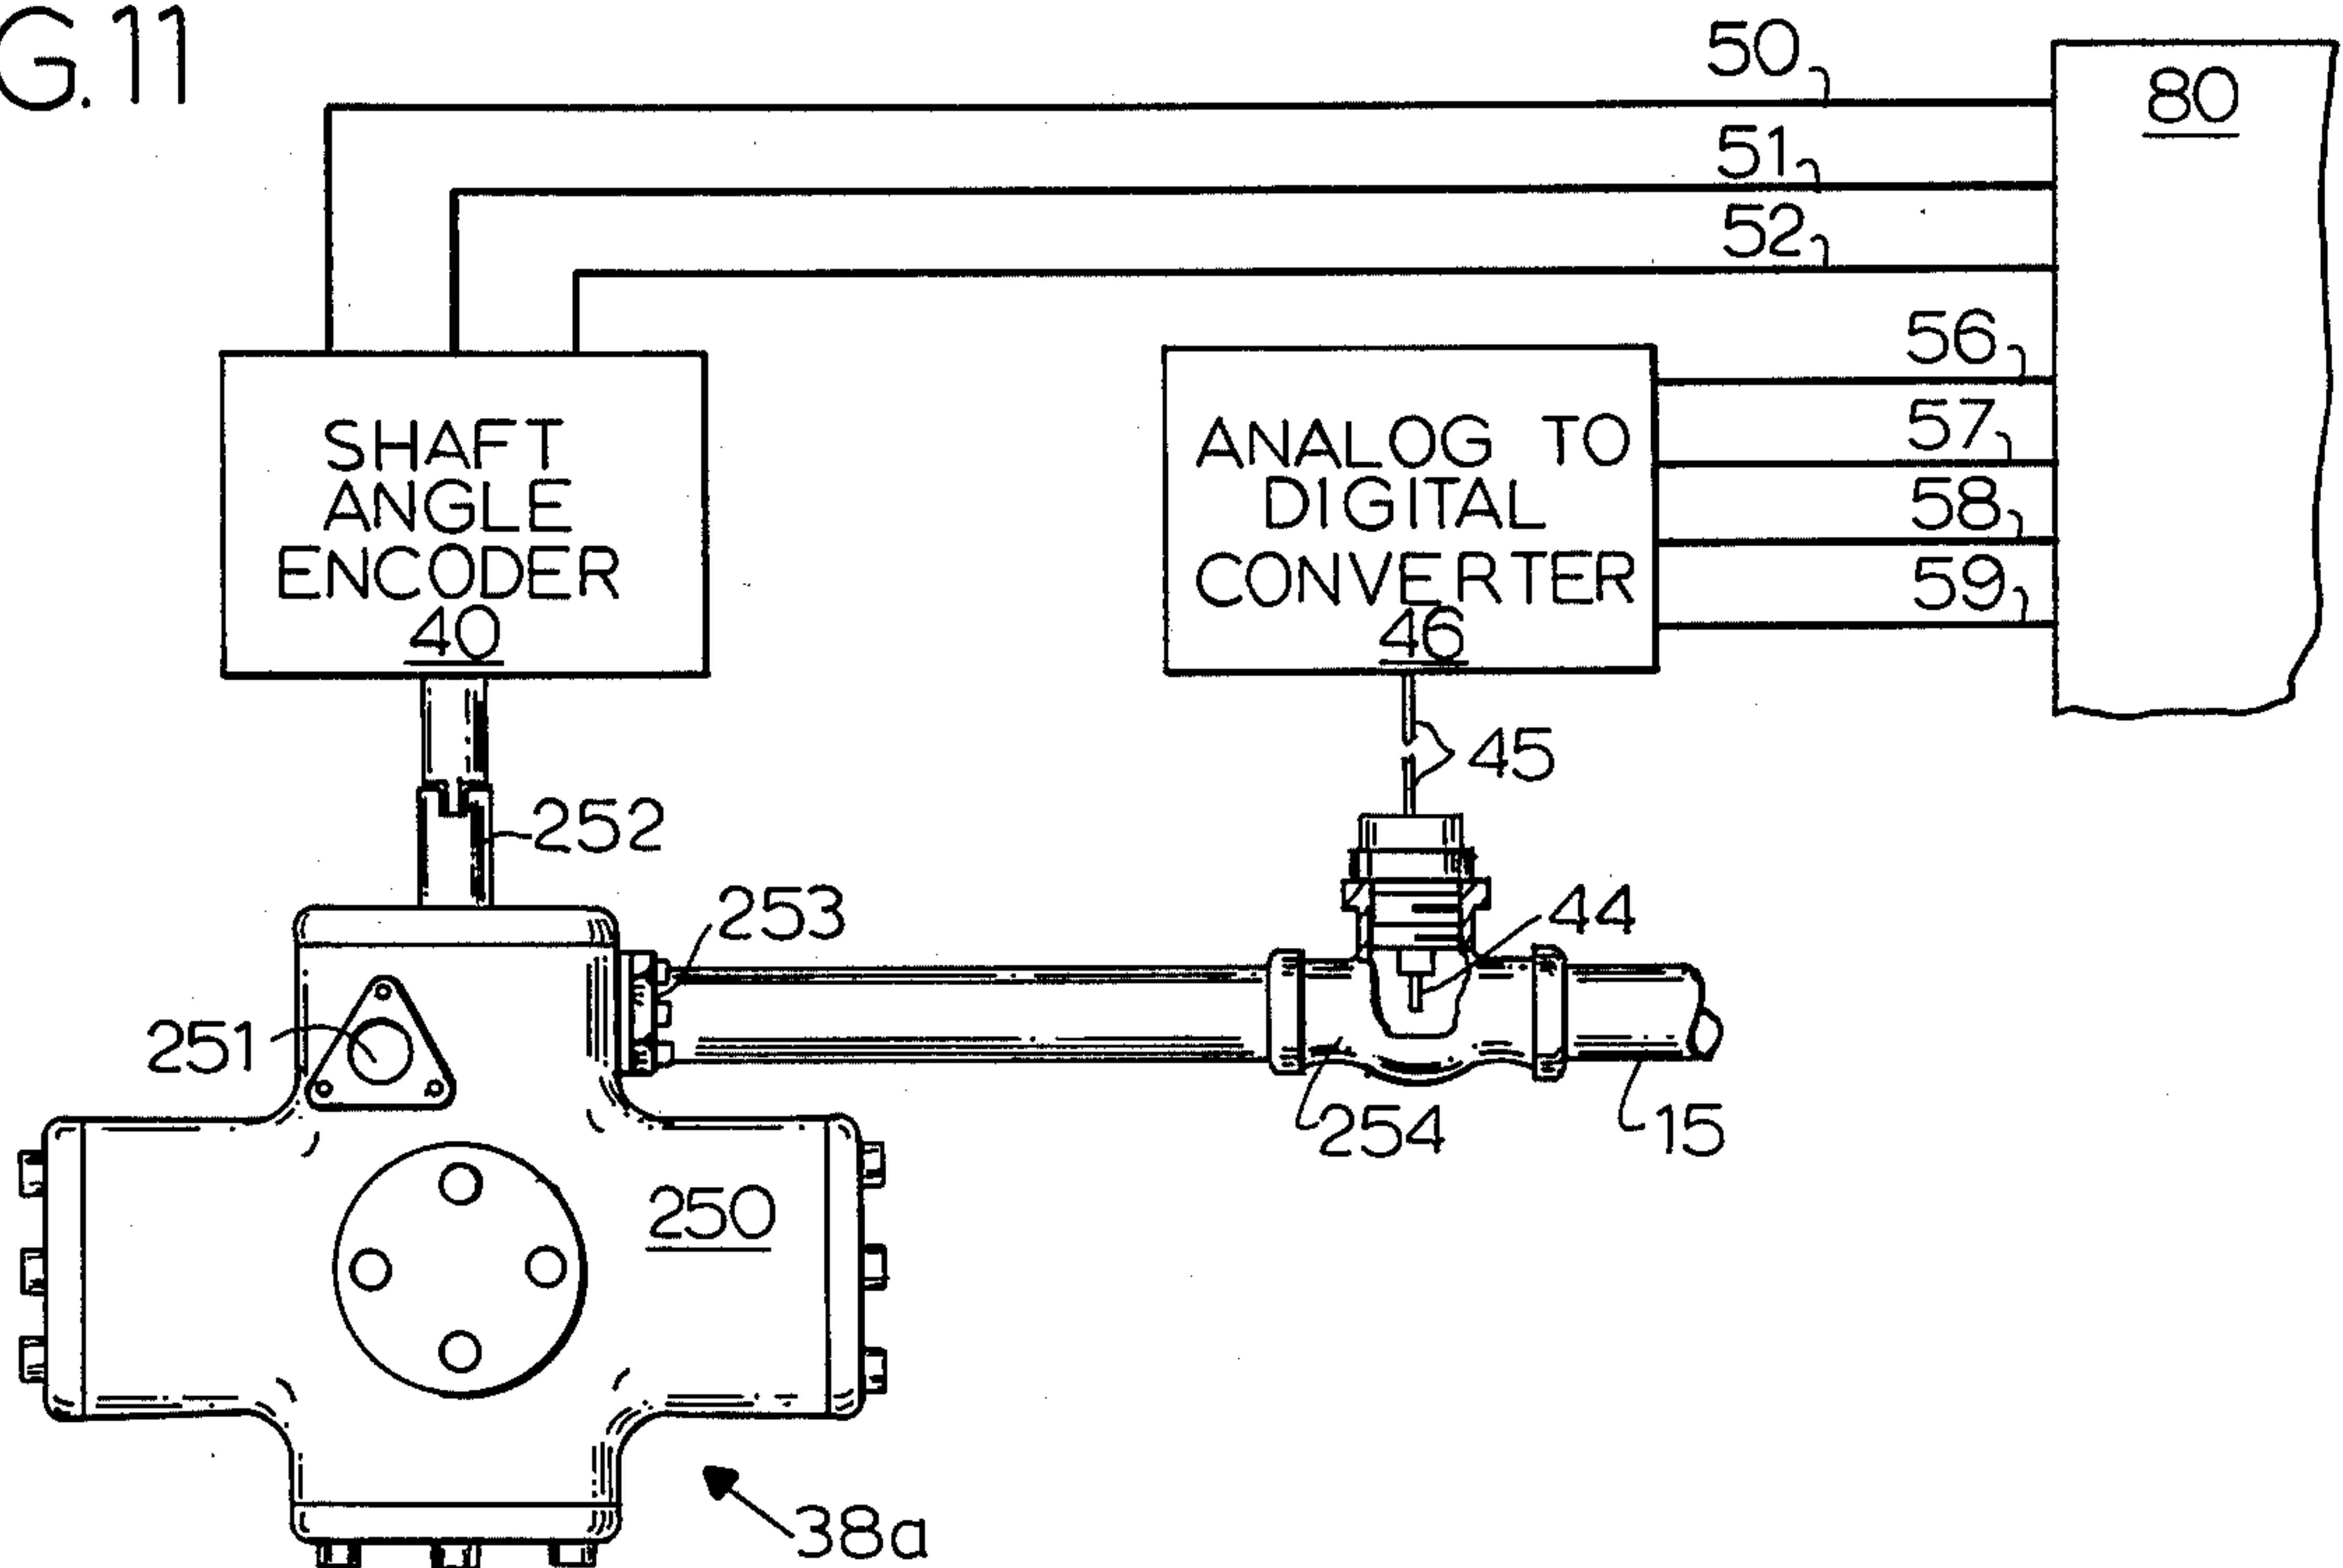 G.11
50
80
51
52
56
57
58
59
SHAFT
ANGLE
ENCODER
40
ANALOG TO
DIGITAL
CONVERTER
46
45
252
253
44
251
254
15
250
38a